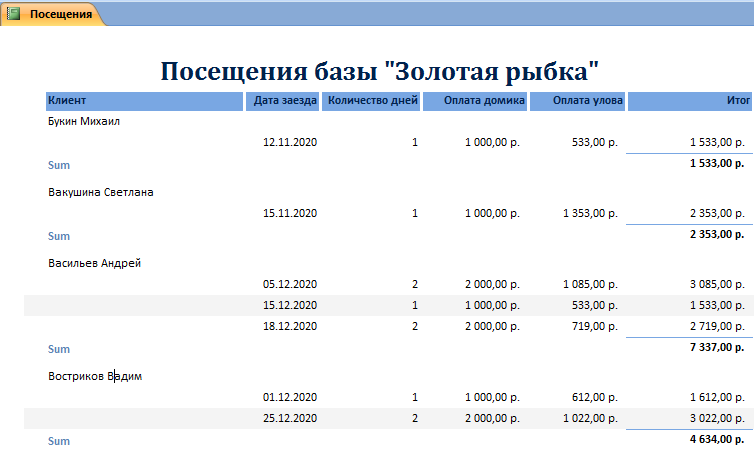 Посещения
Посещения базы "Золотая рыбка"
Клиент Дата заезда Количество дней Оплата домика Оплата улова Итог
Букин Михаил
12.11.2020 1 1 000,00 р. 533,00 р. 1 533,00 р.
Sum 1 533,00 р.
Вакушина Светлана
15.11.2020 1 1 000,00 р. 1 353,00 р. 2 353,00 р.
Sum 2 353,00 р.
Васильев Андрей
05.12.2020 2 2 000,00 р. 1 085,00 р. 3 085,00 р.
15.12.2020 1 1 000,00 р. 533,00 р. 1 533,00 р.
18.12.2020 2 2 000,00 р. 719,00 р. 2 719,00 р.
Sum 7 337,00 р.
Востриков Вадим
01.12.2020 1 1 000,00 р. 612,00 р. 1 612,00 р.
25.12.2020 2 2 000,00 р. 1 022,00 р. 3 022,00 р.
Sum 4 634,00 р.